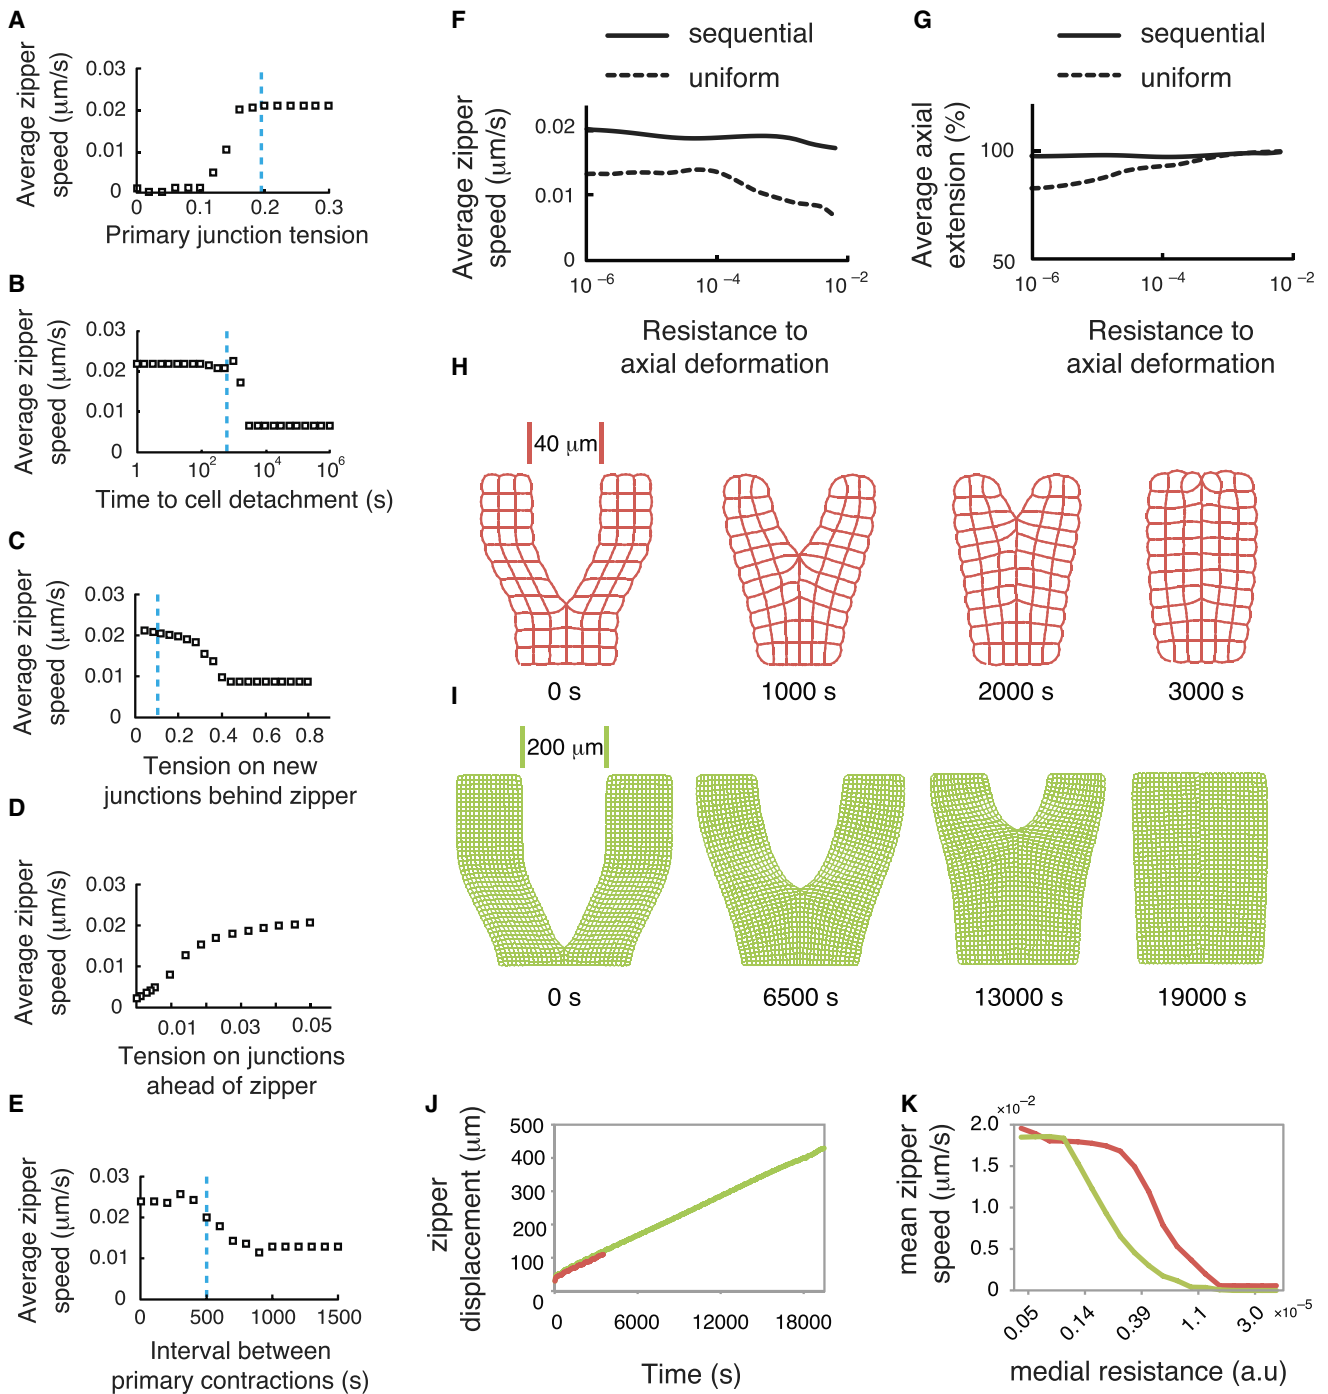 A
Average zipper
speed (μm/s)
0.03
0.02
0.01
0
0 0.1 0.2 0.3
Primary junction tension
B
Average zipper
speed (μm/s)
0.03
0.02
0.01
0
1 10² 10⁴ 10⁶
Time to cell detachment (s)
C
Average zipper
speed (μm/s)
0.03
0.02
0.01
0
0 0.2 0.4 0.6 0.8
Tension on new
junctions behind zipper
D
Average zipper
speed (μm/s)
0.03
0.02
0.01
0
0.01 0.03 0.05
Tension on junctions
ahead of zipper
E
Average zipper
speed (μm/s)
0.03
0.02
0.01
0
0 500 1000 1500
Interval between
primary contractions (s)
F
sequential
uniform
Average zipper
speed (μm/s)
0.02
0.01
0
10⁻⁶ 10⁻⁴ 10⁻²
Resistance to
axial deformation
G
sequential
uniform
Average axial
extension (%)
100
50
10⁻⁶ 10⁻⁴ 10⁻²
Resistance to
axial deformation
H
40 μm
0 s 1000 s 2000 s 3000 s
I
200 μm
0 s 6500 s 13000 s 19000 s
J
zipper
displacement (μm)
500
400
300
200
100
0
0 6000 12000 18000
Time (s)
K
×10⁻²
mean zipper
speed (μm/s)
2.0
1.5
1.0
0.5
0
0.05 0.14 0.39 1.1 3.0 ×10⁻⁵
medial resistance (a.u)